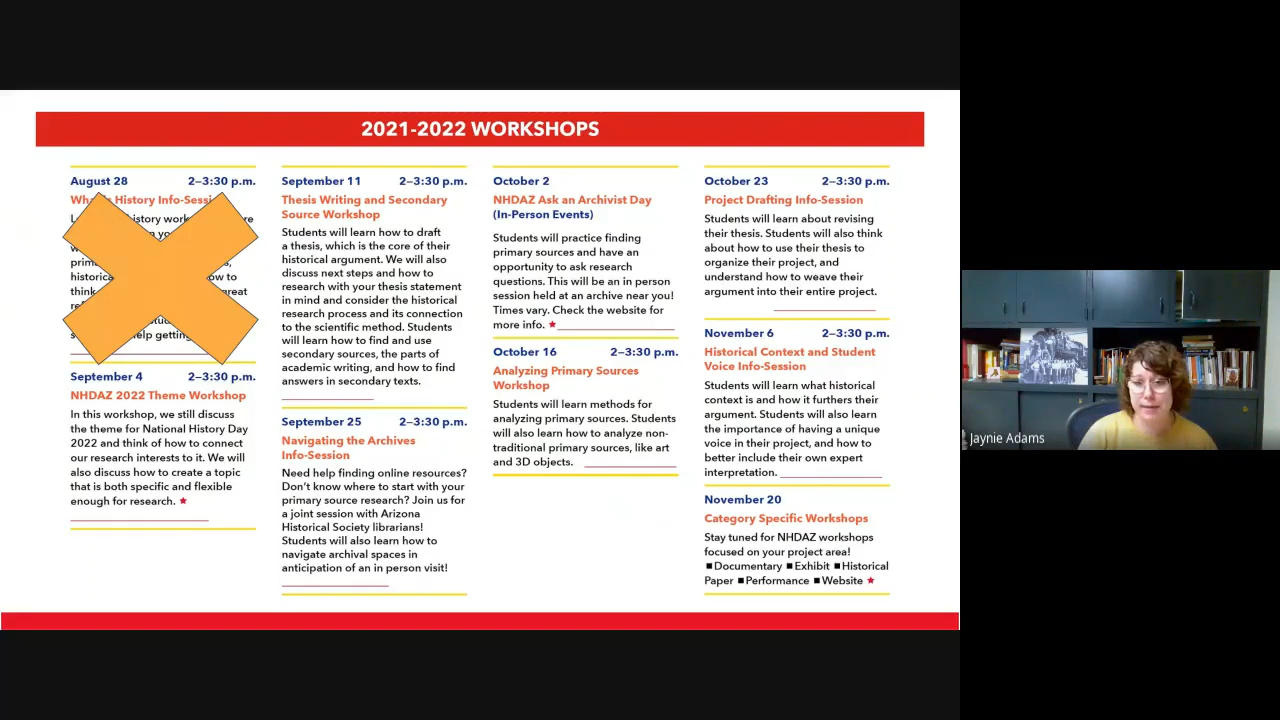 2021-2022 WORKSHOPS
August 28 2–3:30 p.m.
History Info-
history work
help getting
September 4 2–3:30 p.m.
NHDAZ 2022 Theme Workshop
In this workshop, we still discuss
the theme for National History Day
2022 and think of how to connect
our research interests to it. We will
also discuss how to create a topic
that is both specific and flexible
enough for research. ★
September 11 2–3:30 p.m.
Thesis Writing and Secondary
Source Workshop
Students will learn how to draft
a thesis, which is the core of their
historical argument. We will also
discuss next steps and how to
research with your thesis statement
in mind and consider the historical
research process and its connection
to the scientific method. Students
will learn how to find and use
secondary sources, the parts of
academic writing, and how to find
answers in secondary texts.
September 25 2–3:30 p.m.
Navigating the Archives
Info-Session
Need help finding online resources?
Don't know where to start with your
primary source research? Join us for
a joint session with Arizona
Historical Society librarians!
Students will also learn how to
navigate archival spaces in
anticipation of an in person visit!
October 2
NHDAZ Ask an Archivist Day
(In-Person Events)
Students will practice finding
primary sources and have an
opportunity to ask research
questions. This will be an in person
session held at an archive near you!
Times vary. Check the website for
more info. ★
October 16 2–3:30 p.m.
Analyzing Primary Sources
Workshop
Students will learn methods for
analyzing primary sources. Students
will also learn how to analyze non-
traditional primary sources, like art
and 3D objects.
October 23 2–3:30 p.m.
Project Drafting Info-Session
Students will learn about revising
their thesis. Students will also think
about how to use their thesis to
organize their project, and
understand how to weave their
argument into their entire project.
November 6 2–3:30 p.m.
Historical Context and Student
Voice Info-Session
Students will learn what historical
context is and how it furthers their
argument. Students will also learn
the importance of having a unique
voice in their project, and how to
better include their own expert
interpretation.
November 20
Category Specific Workshops
Stay tuned for NHDAZ workshops
focused on your project area!
■Documentary ■Exhibit ■Historical
Paper ■Performance ■Website ★
Jaynie Adams